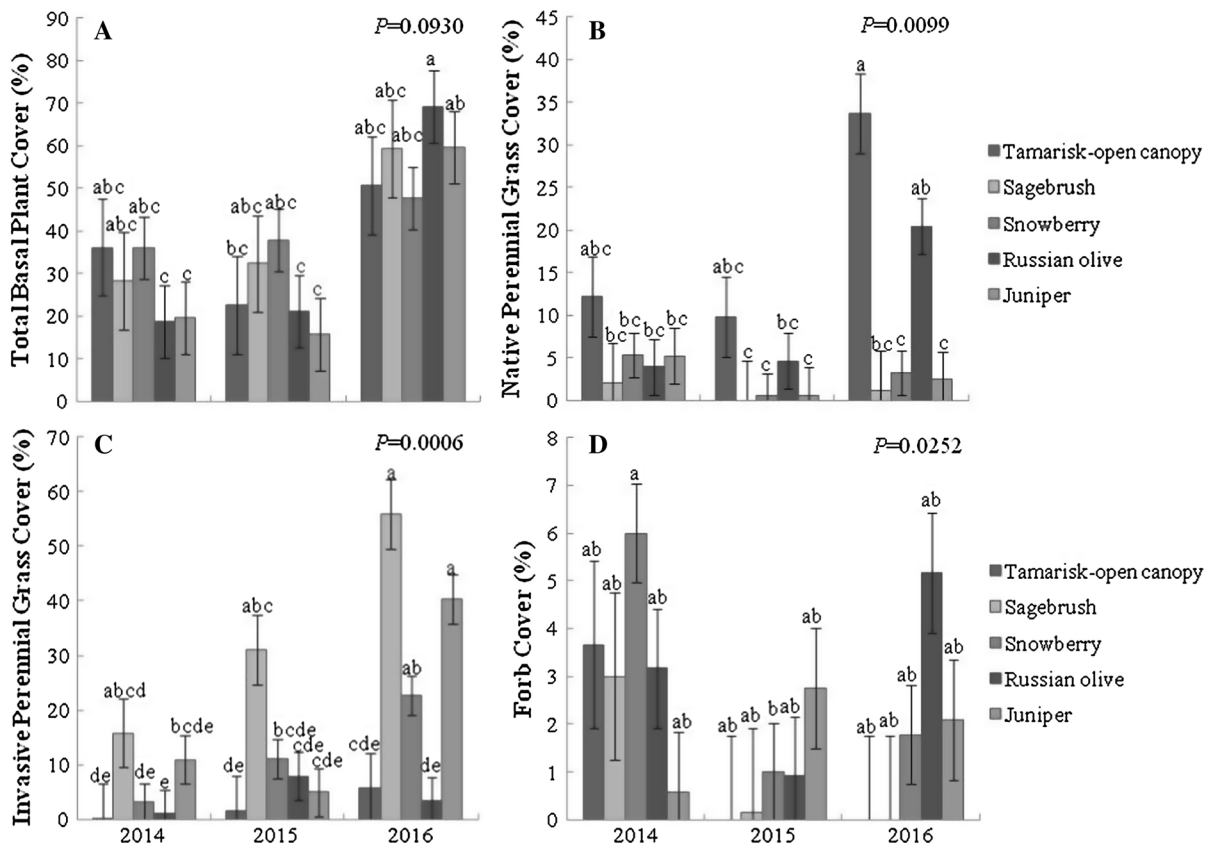 A
P=0.0930
Total Basal Plant Cover (%)
90
80
70
60
50
40
30
20
10
0
abc
abc
abc
c
c
bc
abc
abc
c
c
abc
abc
abc
a
ab
B
P=0.0099
Native Perennial Grass Cover (%)
45
40
35
30
25
20
15
10
5
0
abc
bc
bc
bc
bc
abc
c
c
bc
c
a
c
c
ab
c
Tamarisk-open canopy
Sagebrush
Snowberry
Russian olive
Juniper
C
P=0.0006
Invasive Perennial Grass Cover (%)
70
60
50
40
30
20
10
0
de
abcd
de
e
bcde
de
abc
bcde
cde
cde
cde
a
ab
de
a
2014
2015
2016
D
P=0.0252
Forb Cover (%)
8
7
6
5
4
3
2
1
0
ab
ab
a
ab
ab
ab
ab
b
ab
ab
ab
ab
ab
ab
ab
2014
2015
2016
Tamarisk-open canopy
Sagebrush
Snowberry
Russian olive
Juniper